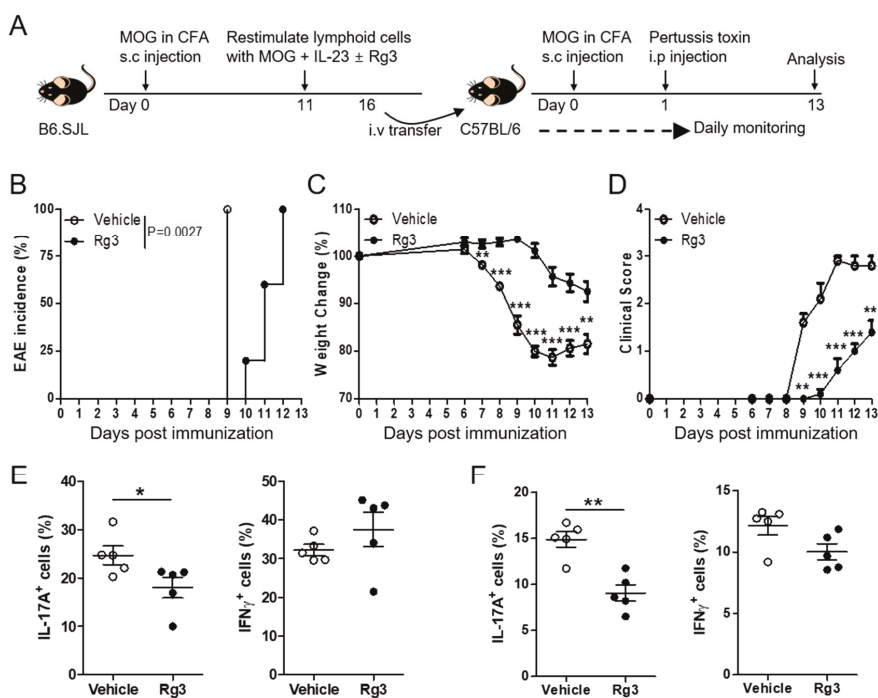 A
MOG in CFA
s.c injection
Restimulate lymphoid cells
with MOG + IL-23 ± Rg3
MOG in CFA
s.c injection
Pertussis toxin
i.p injection
Analysis
Day 0
11
16
Day 0
1
13
B6.SJL
i.v transfer
C57BL/6
Daily monitoring
B
EAE incidence (%)
100
75
50
25
0
Vehicle
Rg3
P=0.0027
0 1 2 3 4 5 6 7 8 9 10 11 12 13
Days post immunization
C
Weight Change (%)
110
100
90
80
70
Vehicle
Rg3
**
***
***
***
***
***
**
0 1 2 3 4 5 6 7 8 9 10 11 12 13
Days post immunization
D
Clinical Score
4
3
2
1
0
Vehicle
Rg3
**
***
***
***
**
0 1 2 3 4 5 6 7 8 9 10 11 12 13
Days post immunization
E
IL-17A+ cells (%)
40
30
20
10
0
*
Vehicle Rg3
IFNγ+ cells (%)
50
40
30
20
10
0
Vehicle Rg3
F
IL-17A+ cells (%)
20
15
10
5
0
**
Vehicle Rg3
IFNγ+ cells (%)
15
10
5
0
Vehicle Rg3